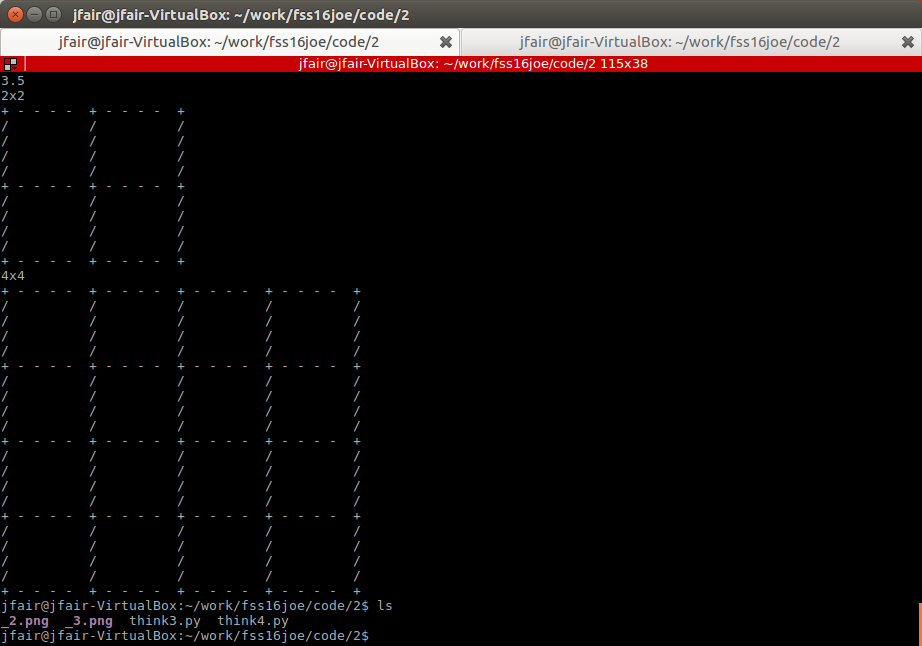 jfair@jfair-VirtualBox: ~/work/fss16joe/code/2
jfair@jfair-VirtualBox: ~/work/fss16joe/code/2 jfair@jfair-VirtualBox: ~/work/fss16joe/code/2
jfair@jfair-VirtualBox: ~/work/fss16joe/code/2 115x38
3.5
2x2
+ - - - -  + - - - -  +
/          /          /
/          /          /
/          /          /
/          /          /
+ - - - -  + - - - -  +
/          /          /
/          /          /
/          /          /
/          /          /
+ - - - -  + - - - -  +
4x4
+ - - - -  + - - - -  + - - - -  + - - - -  +
/          /          /          /          /
/          /          /          /          /
/          /          /          /          /
/          /          /          /          /
+ - - - -  + - - - -  + - - - -  + - - - -  +
/          /          /          /          /
/          /          /          /          /
/          /          /          /          /
/          /          /          /          /
+ - - - -  + - - - -  + - - - -  + - - - -  +
/          /          /          /          /
/          /          /          /          /
/          /          /          /          /
/          /          /          /          /
+ - - - -  + - - - -  + - - - -  + - - - -  +
/          /          /          /          /
/          /          /          /          /
/          /          /          /          /
/          /          /          /          /
+ - - - -  + - - - -  + - - - -  + - - - -  +
jfair@jfair-VirtualBox:~/work/fss16joe/code/2$ ls
_2.png  _3.png  think3.py  think4.py
jfair@jfair-VirtualBox:~/work/fss16joe/code/2$